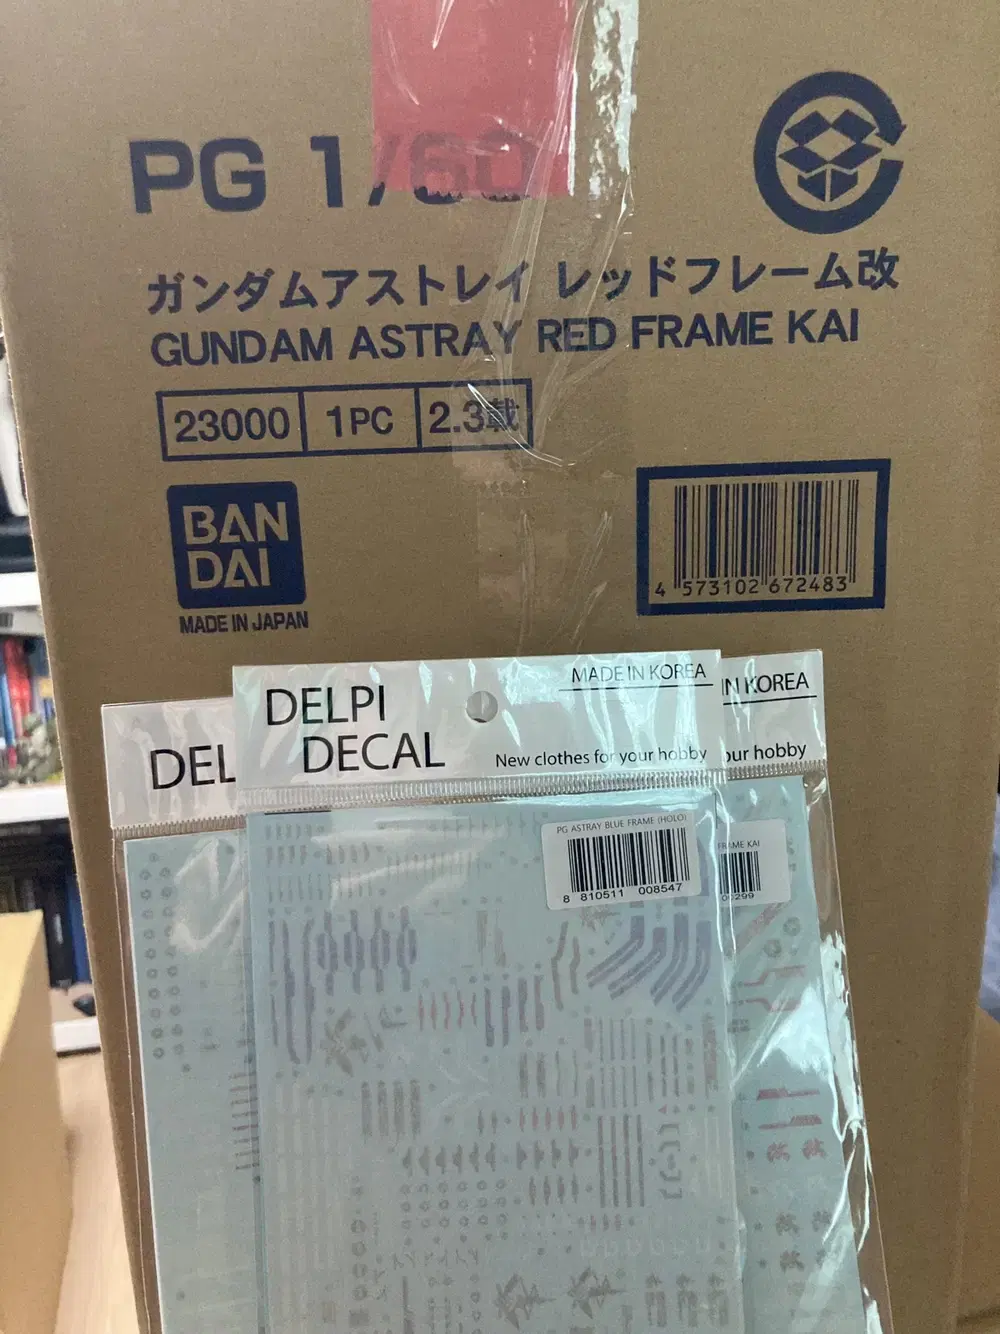 PG 1/60
ガンダムアストレイ レッドフレーム改
GUNDAM ASTRAY RED FRAME KAI
23000 1PC 2.3才
BAN
DAI
MADE IN JAPAN
4 573102 672483
DELPI
DECAL
MADE IN KOREA
New clothes for your hobby
PG ASTRAY BLUE FRAME (HOLO)
8 810511 008547
DEL
IN KOREA
our hobby
FRAME KAI
00299